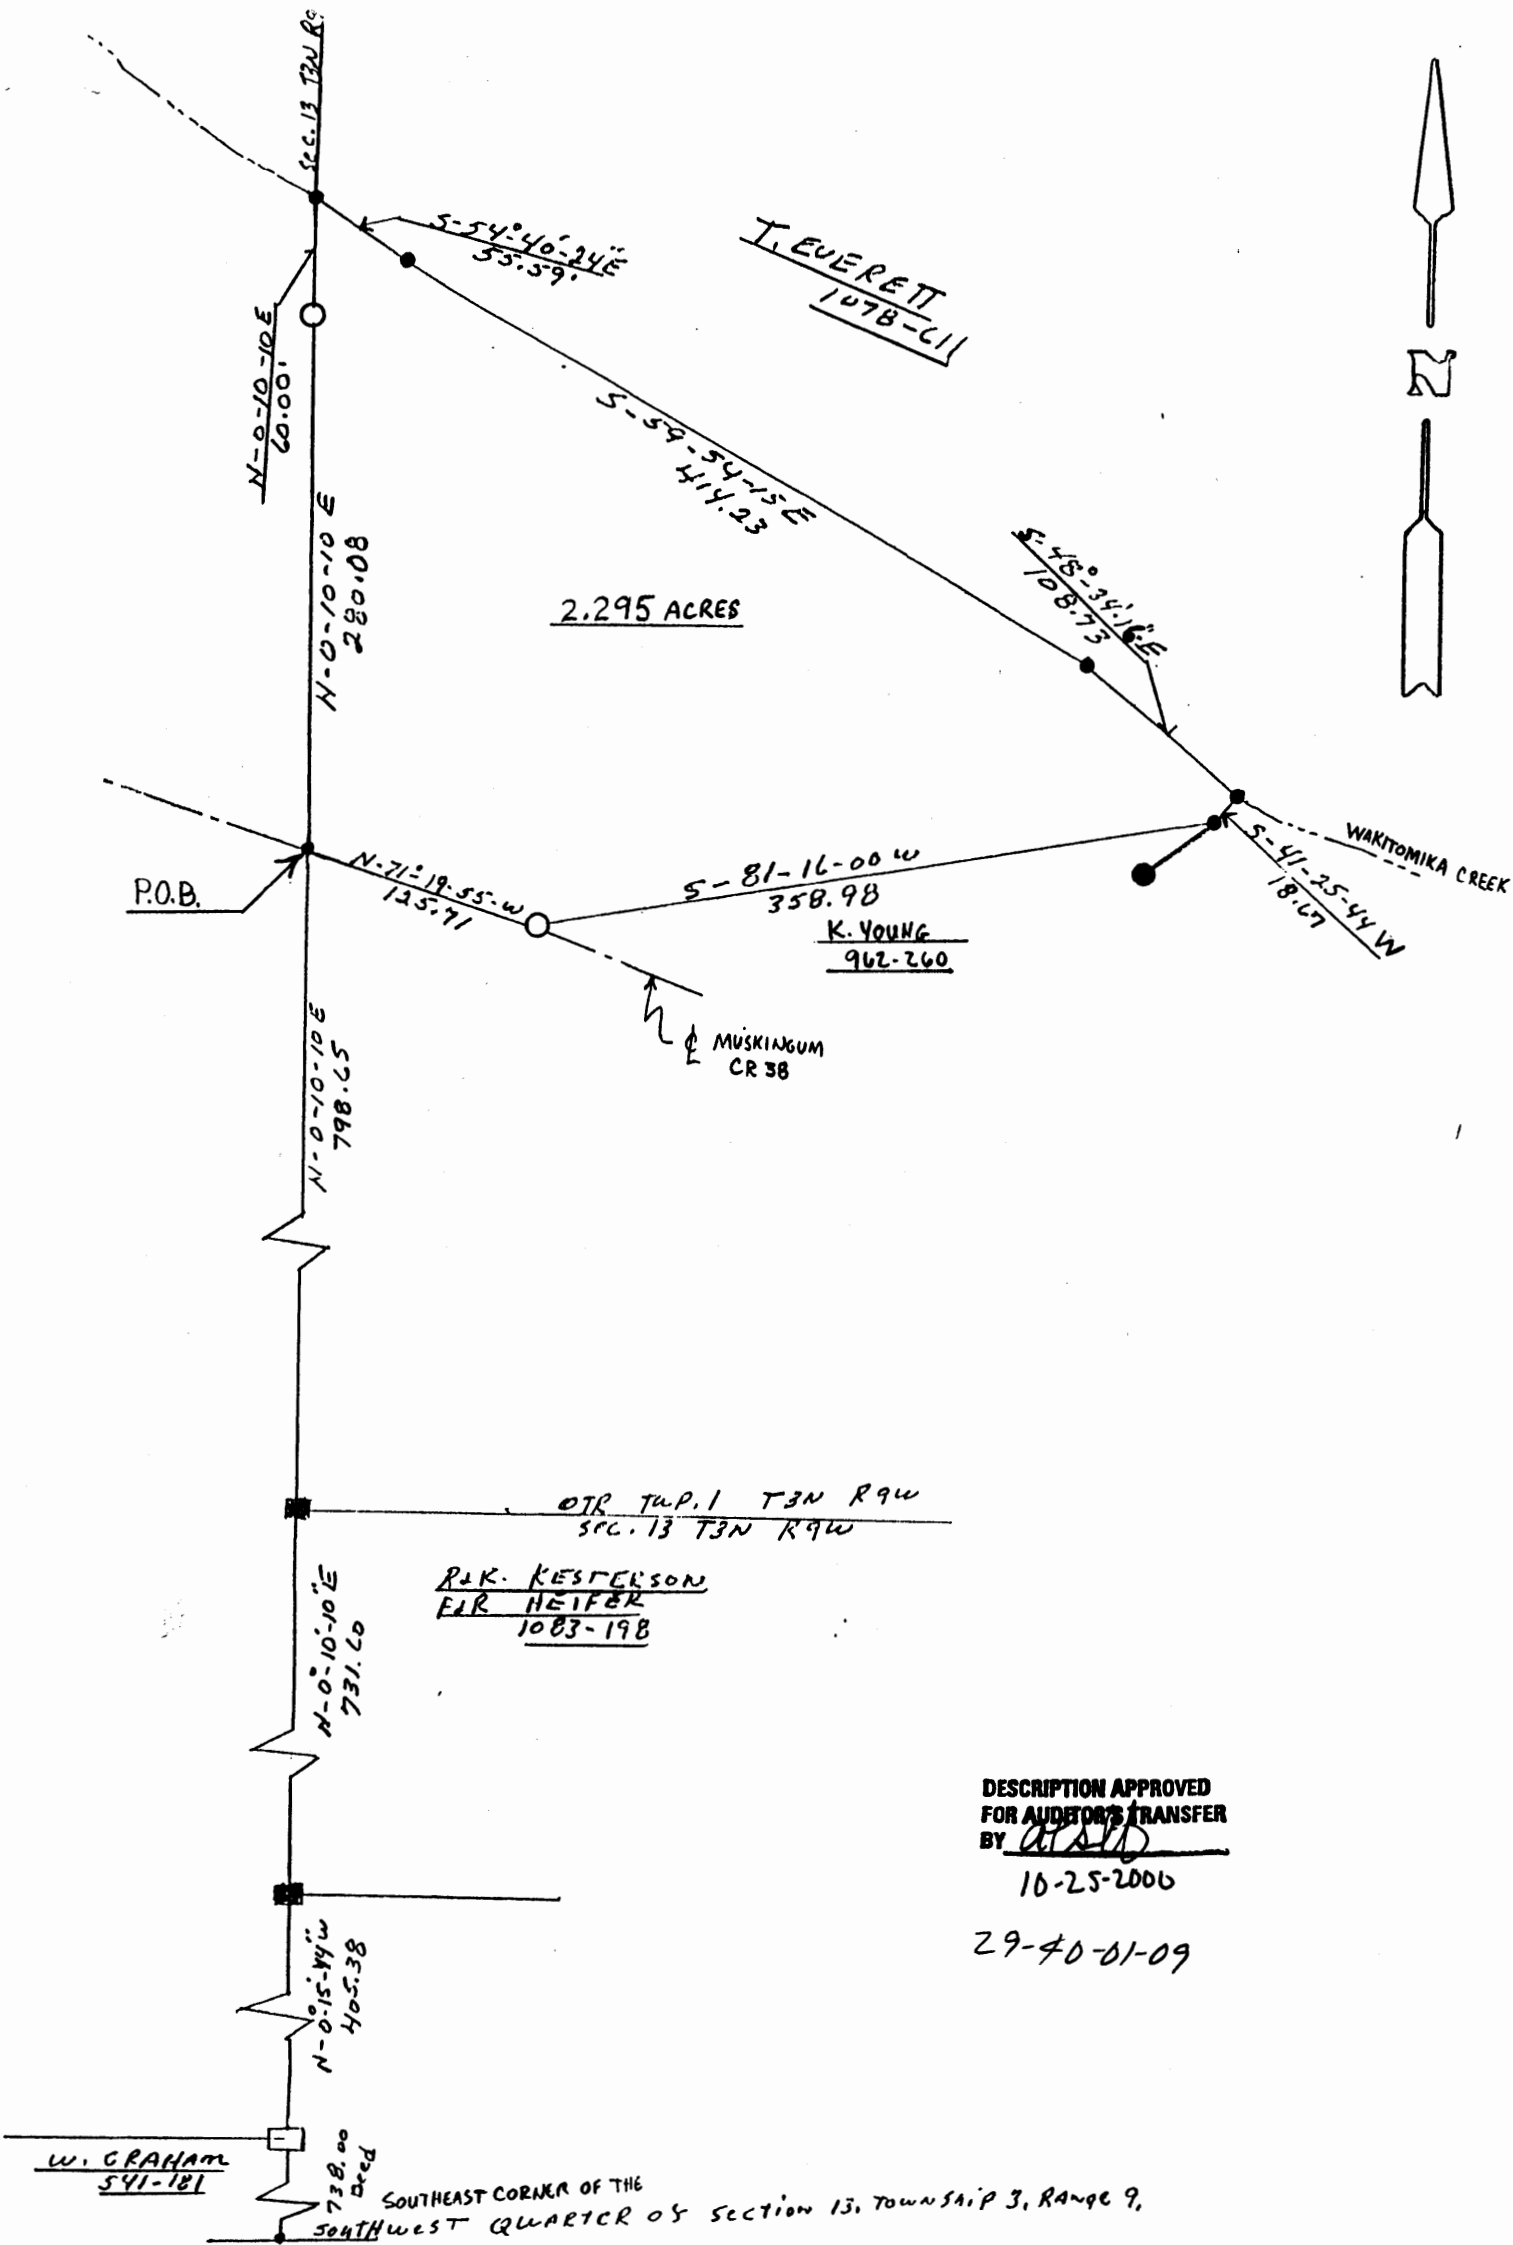 Sec. 13 T3N R9
S-54°-40'-24"E
55.59'
T. EVERETT
1078-611
N-0-10-10E
60.00'
N
S-59-54-15 E
414.23
N-0-10-10 E
280.08
S-48°-34'-16"E
108.73
2.295 ACRES
WAKITOMIKA CREEK
S-41-25-44 W
18.67
P.O.B.
N-71°-19-55-W
125.71
S-81-16-00 W
358.98
K. YOUNG
962-260
℄ MUSKINGUM
CR 38
N-0-10-10E
798.65
QTR TWP. 1 T3N R9W
SEC. 13 T3N R9W
R&K. KESTERSON
E&R HEIFER
1083-198
N-0°-10'-10"E
731.60
DESCRIPTION APPROVED
FOR AUDITOR'S TRANSFER
BY
10-25-2000
29-40-01-09
N-0°-15'-44"W
405.38
W. GRAHAM
541-181
738.00
Deed
SOUTHEAST CORNER OF THE
SOUTHWEST QUARTER OF Section 13, TOWNSHIP 3, RANGE 9,